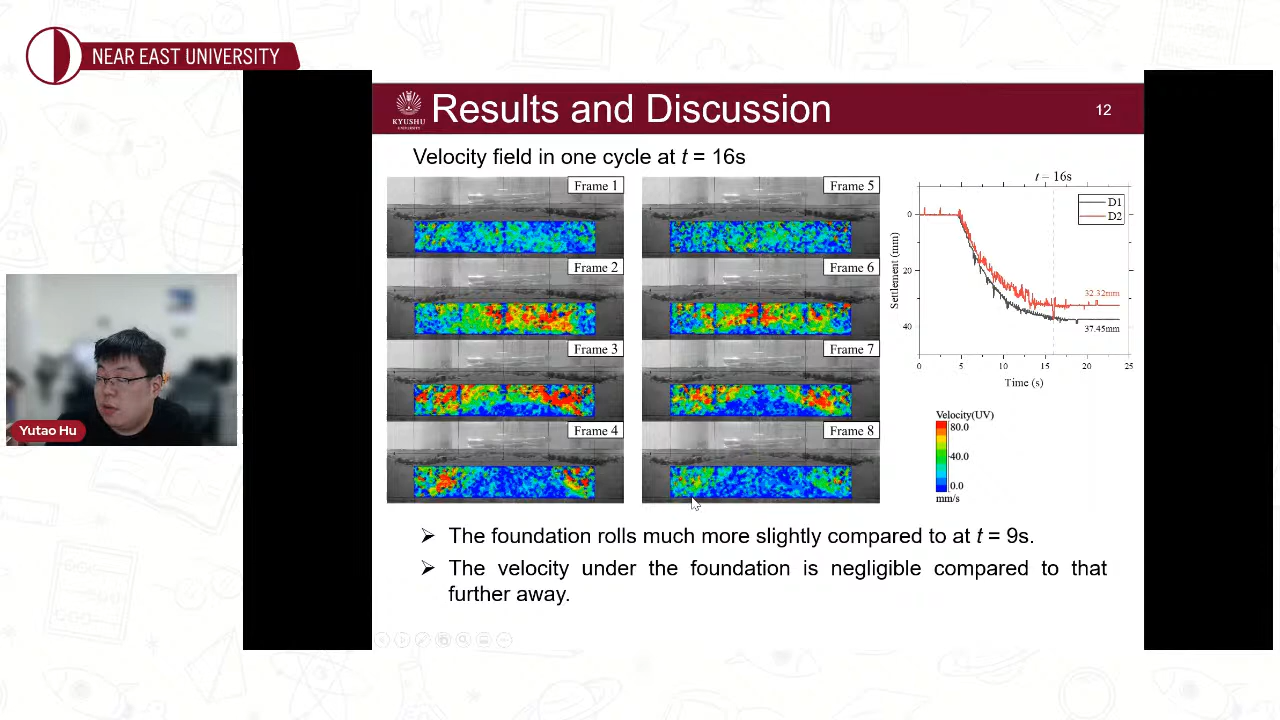 NEAR EAST UNIVERSITY
KYUSHU
UNIVERSITY
Results and Discussion
12
Velocity field in one cycle at t = 16s
Frame 1
Frame 2
Frame 3
Frame 4
Frame 5
Frame 6
Frame 7
Frame 8
t = 16s
D1
D2
Settlement (mm)
0
20
40
32.32mm
37.45mm
0 5 10 15 20 25
Time (s)
Velocity(UV)
80.0
40.0
0.0
mm/s
Yutao Hu
➢ The foundation rolls much more slightly compared to at t = 9s.
➢ The velocity under the foundation is negligible compared to that
further away.